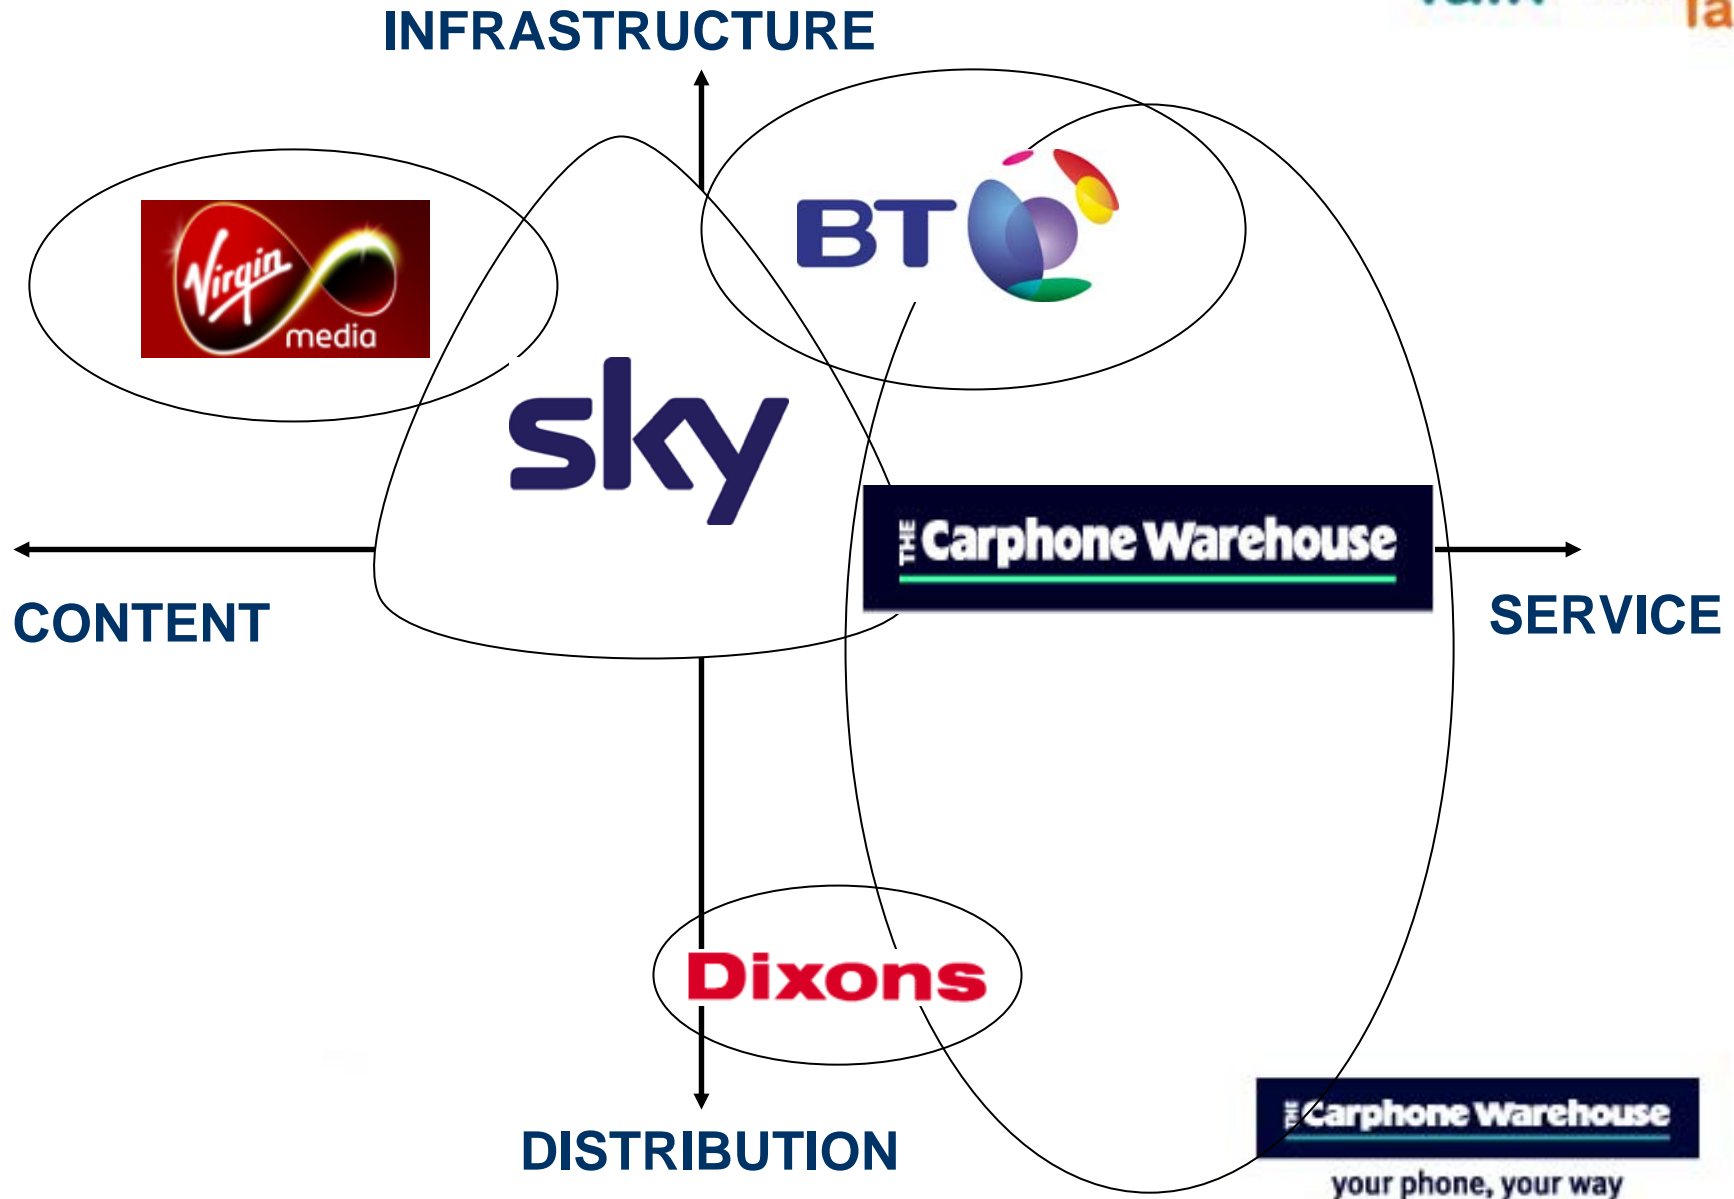 INFRASTRUCTURE
Virgin
media
BT
sky
THE Carphone Warehouse
CONTENT
SERVICE
Dixons
DISTRIBUTION
THE Carphone Warehouse
your phone, your way